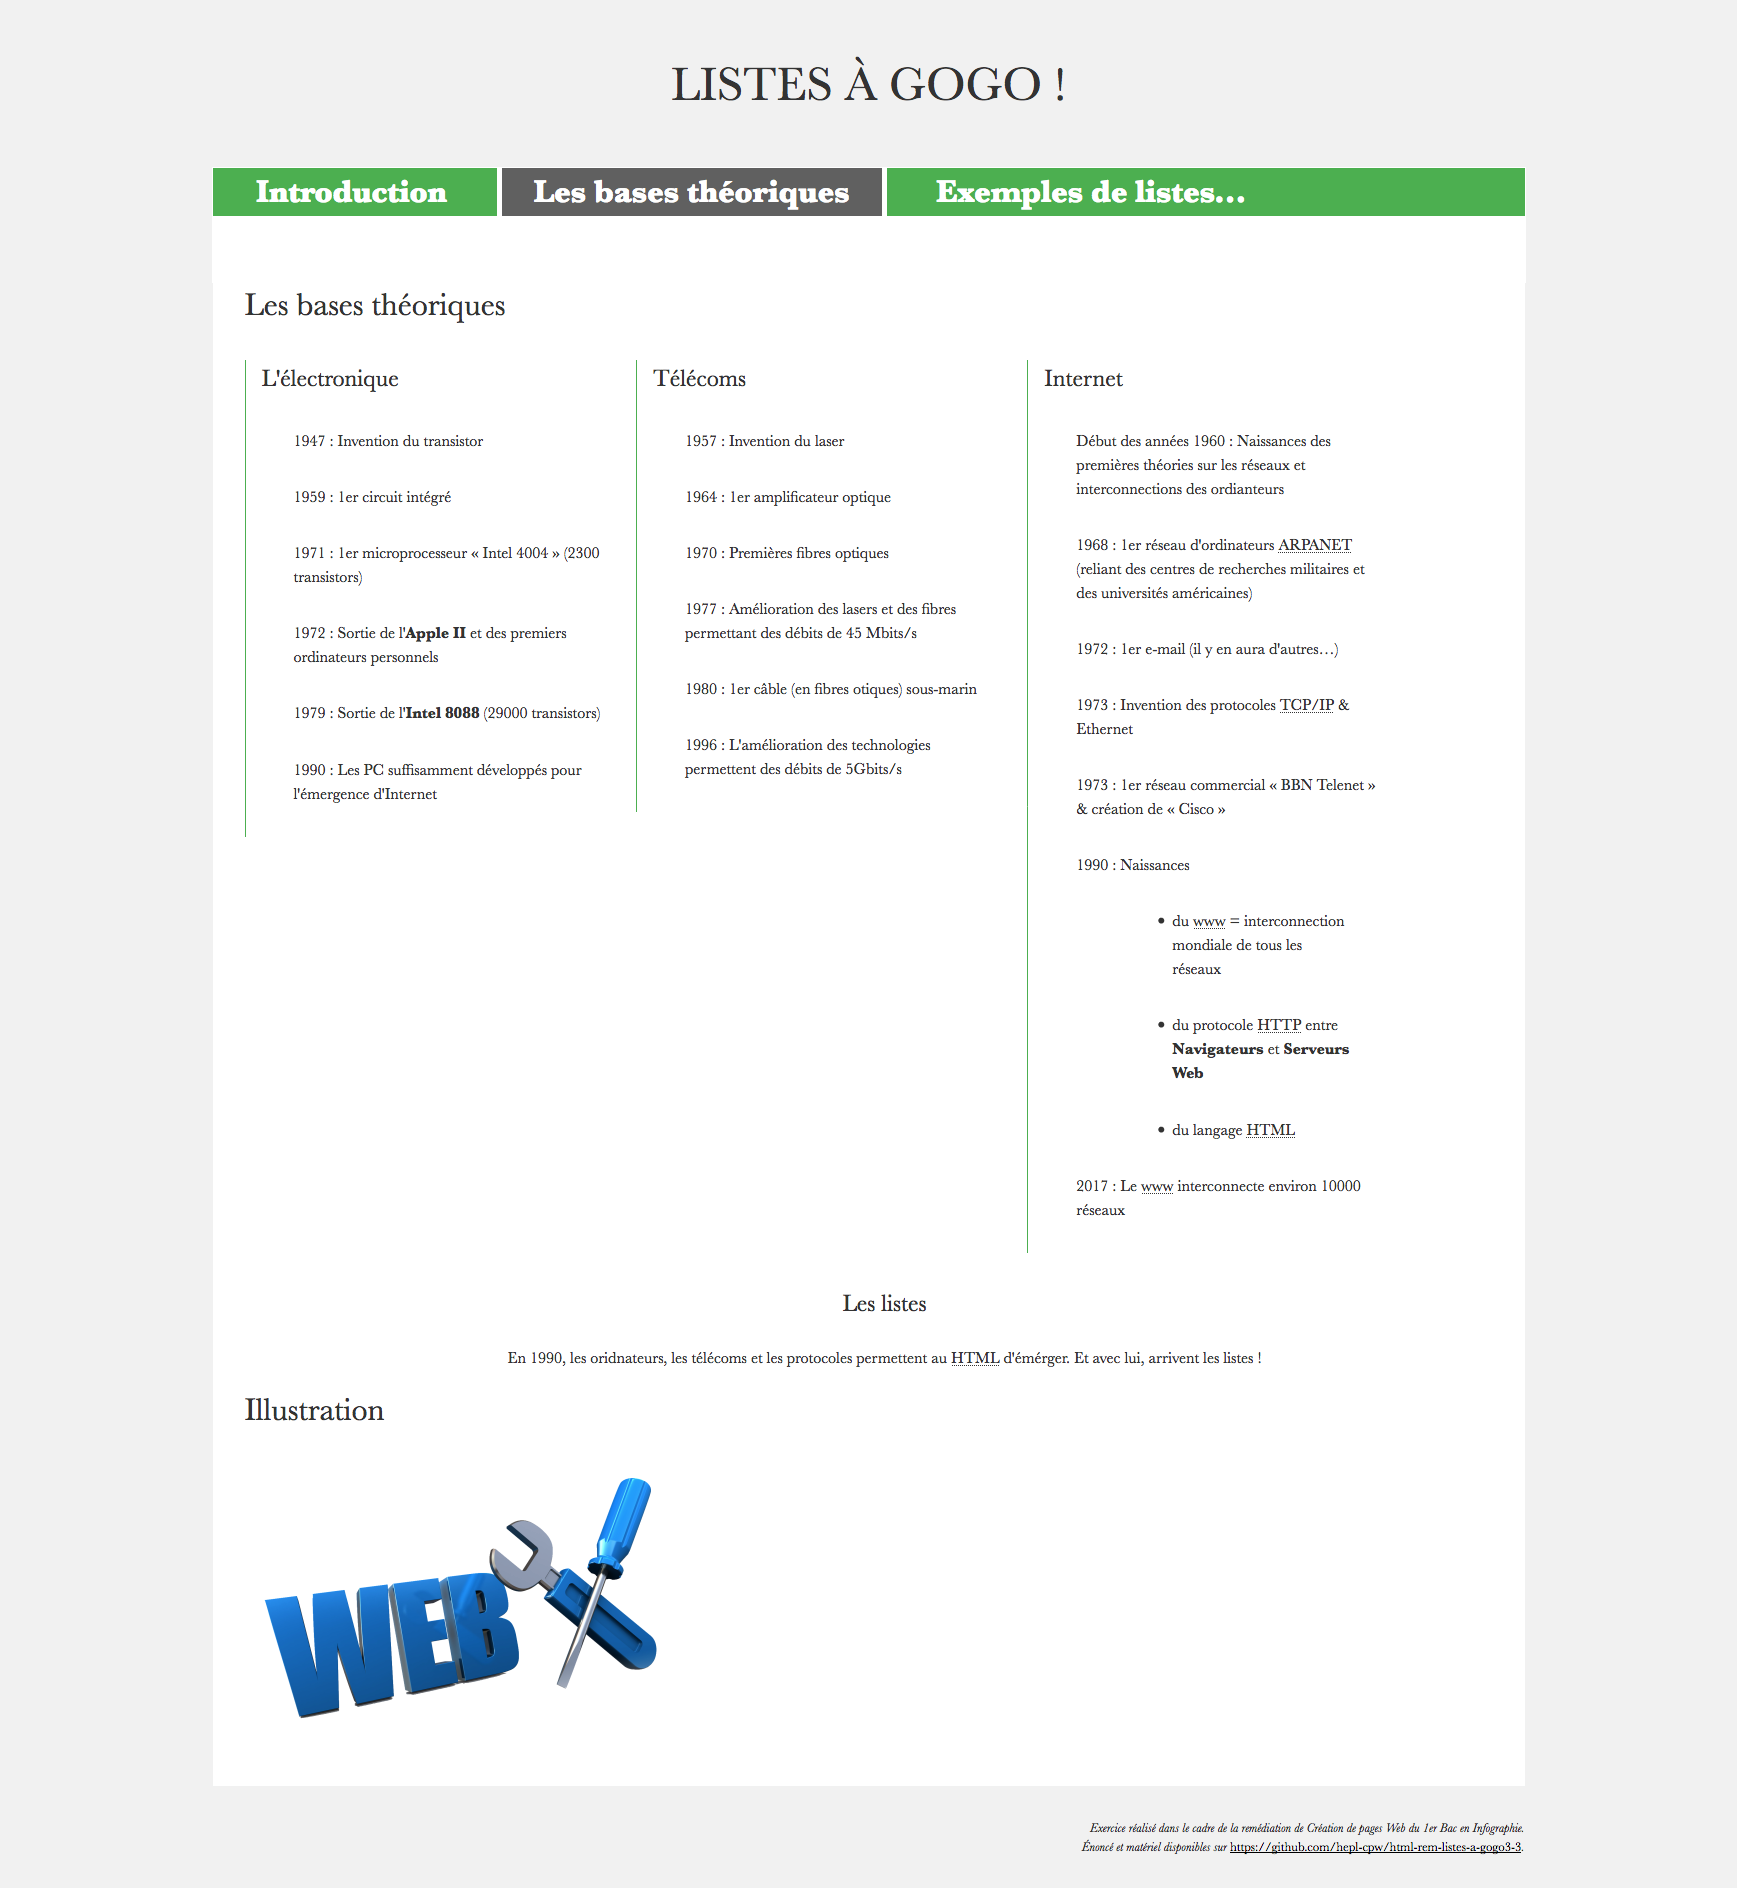 LISTES À GOGO !
Introduction
Les bases théoriques
Exemples de listes…
Les bases théoriques
L'électronique
1947 : Invention du transistor
1959 : 1er circuit intégré
1971 : 1er microprocesseur « Intel 4004 » (2300
transistors)
1972 : Sortie de l'Apple II et des premiers
ordinateurs personnels
1979 : Sortie de l'Intel 8088 (29000 transistors)
1990 : Les PC suffisamment développés pour
l'émergence d'Internet
Télécoms
1957 : Invention du laser
1964 : 1er amplificateur optique
1970 : Premières fibres optiques
1977 : Amélioration des lasers et des fibres
permettant des débits de 45 Mbits/s
1980 : 1er câble (en fibres otiques) sous-marin
1996 : L'amélioration des technologies
permettent des débits de 5Gbits/s
Internet
Début des années 1960 : Naissances des
premières théories sur les réseaux et
interconnections des ordianteurs
1968 : 1er réseau d'ordinateurs ARPANET
(reliant des centres de recherches militaires et
des universités américaines)
1972 : 1er e-mail (il y en aura d'autres…)
1973 : Invention des protocoles TCP/IP &
Ethernet
1973 : 1er réseau commercial « BBN Telenet »
& création de « Cisco »
1990 : Naissances
• du www = interconnection
mondiale de tous les
réseaux
• du protocole HTTP entre
Navigateurs et Serveurs
Web
• du langage HTML
2017 : Le www interconnecte environ 10000
réseaux
Les listes
En 1990, les oridnateurs, les télécoms et les protocoles permettent au HTML d'émérger. Et avec lui, arrivent les listes !
Illustration
WEB
Exercice réalisé dans le cadre de la remédiation de Création de pages Web du 1er Bac en Infographie.
Énoncé et matériel disponibles sur https://github.com/hepl-cpw/html-rem-listes-a-gogo3-3.